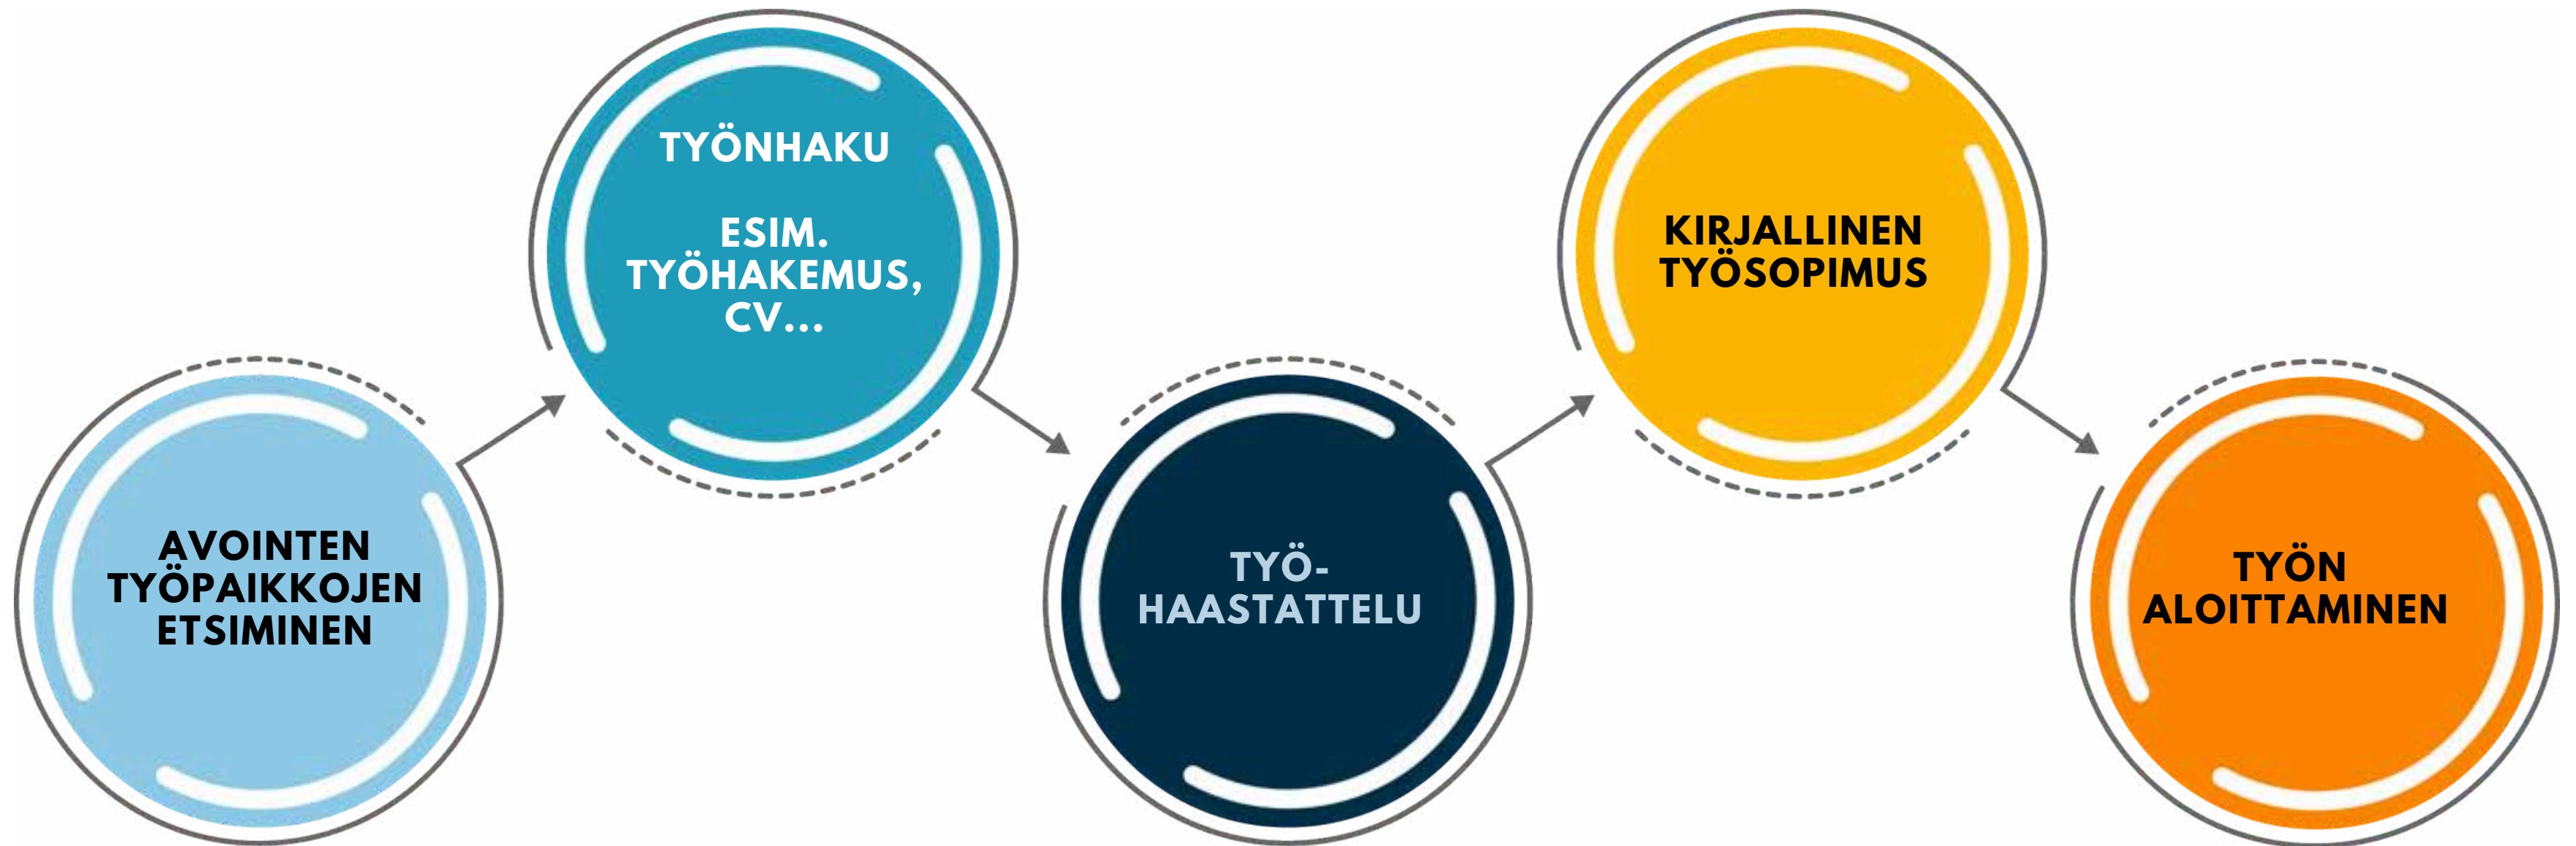 AVOINTEN
TYÖPAIKKOJEN
ETSIMINEN
TYÖNHAKU
ESIM.
TYÖHAKEMUS,
CV...
TYÖ-
HAASTATTELU
KIRJALLINEN
TYÖSOPIMUS
TYÖN
ALOITTAMINEN